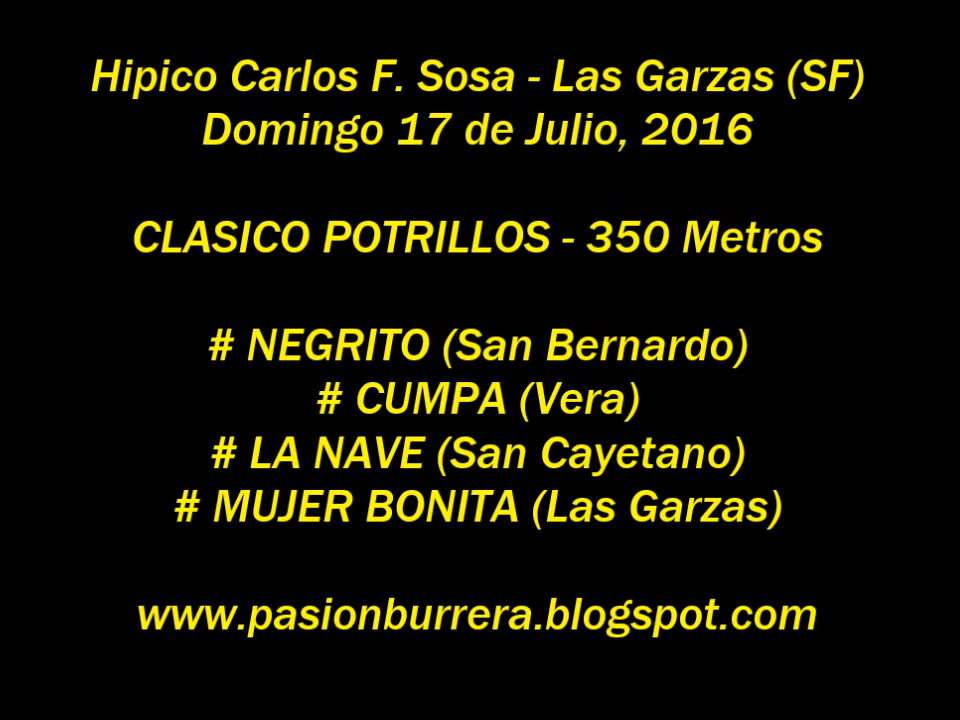 Hipico Carlos F. Sosa - Las Garzas (SF)
Domingo 17 de Julio, 2016
CLASICO POTRILLOS - 350 Metros
# NEGRITO (San Bernardo)
# CUMPA (Vera)
# LA NAVE (San Cayetano)
# MUJER BONITA (Las Garzas)
www.pasionburrera.blogspot.com